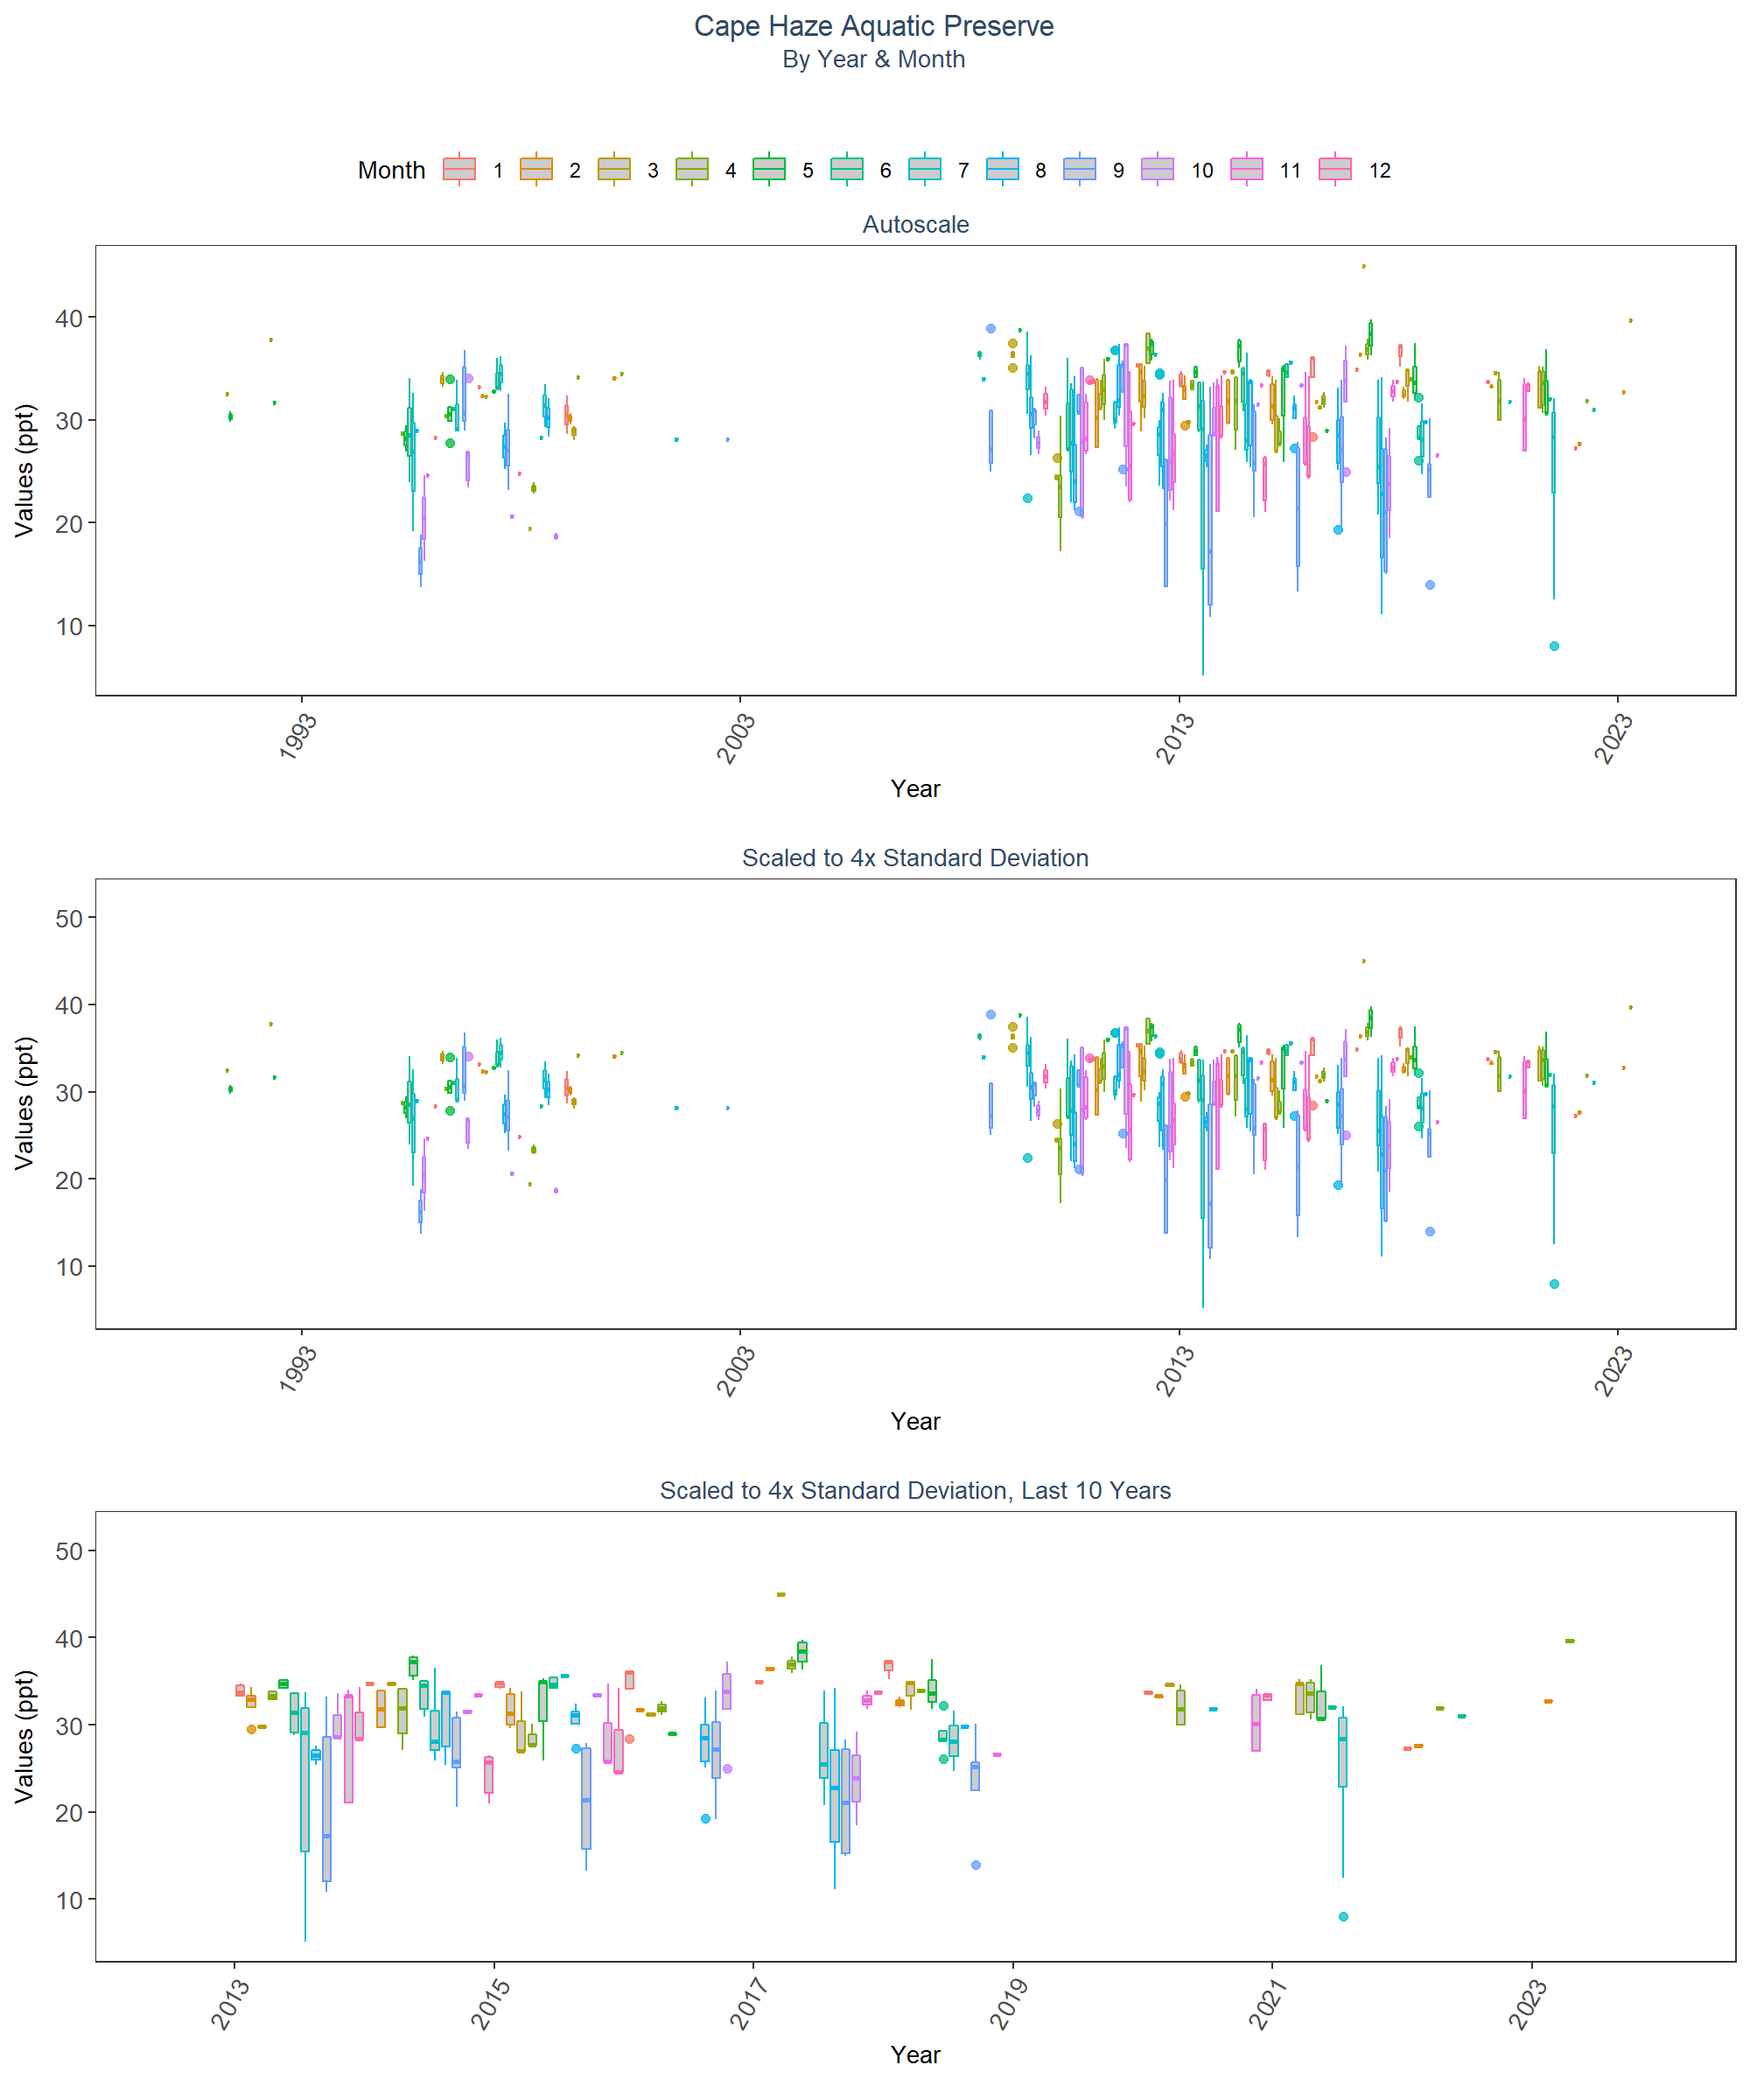 Cape Haze Aquatic Preserve
By Year & Month
Month 1 2 3 4 5 6 7 8 9 10 11 12
Autoscale
Values (ppt)
40
30
20
10
1993 2003 2013 2023
Year
Scaled to 4x Standard Deviation
Values (ppt)
50
40
30
20
10
1993 2003 2013 2023
Year
Scaled to 4x Standard Deviation, Last 10 Years
Values (ppt)
50
40
30
20
10
2013 2015 2017 2019 2021 2023
Year